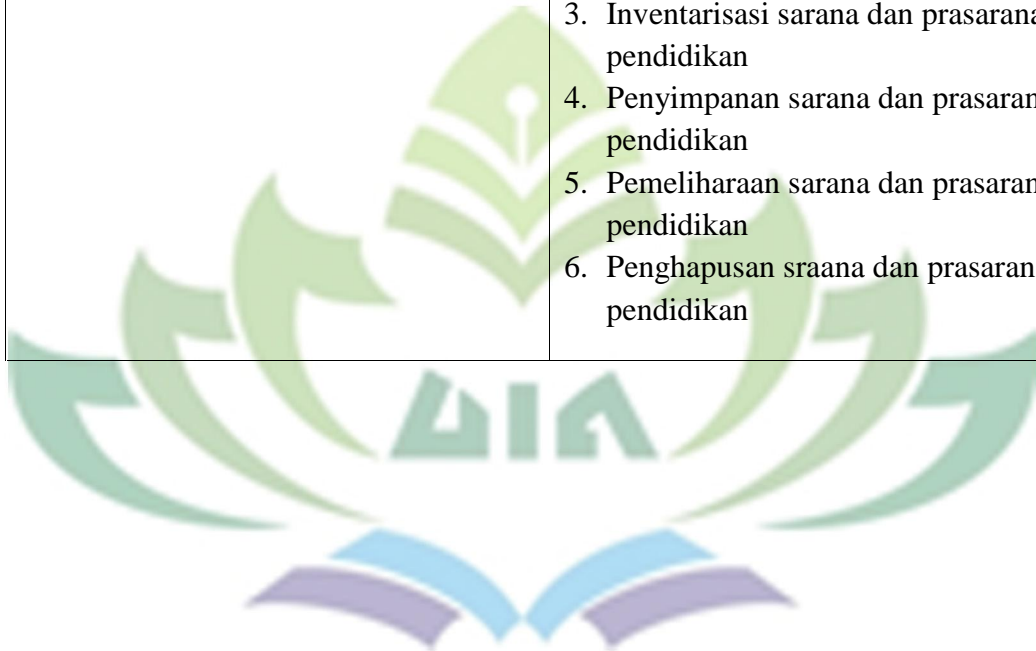 3. Inventarisasi sarana dan prasarana
pendidikan
4. Penyimpanan sarana dan prasaran
pendidikan
5. Pemeliharaan sarana dan prasaran
pendidikan
6. Penghapusan sraana dan prasaran
pendidikan
UIN